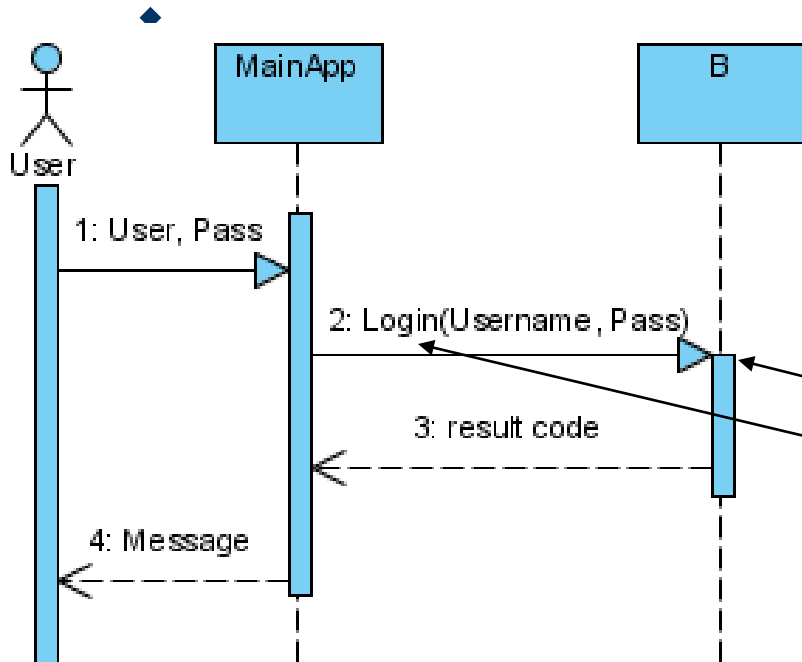 MainApp
B
User
1: User, Pass
2: Login(Username, Pass)
3: result code
4: Message